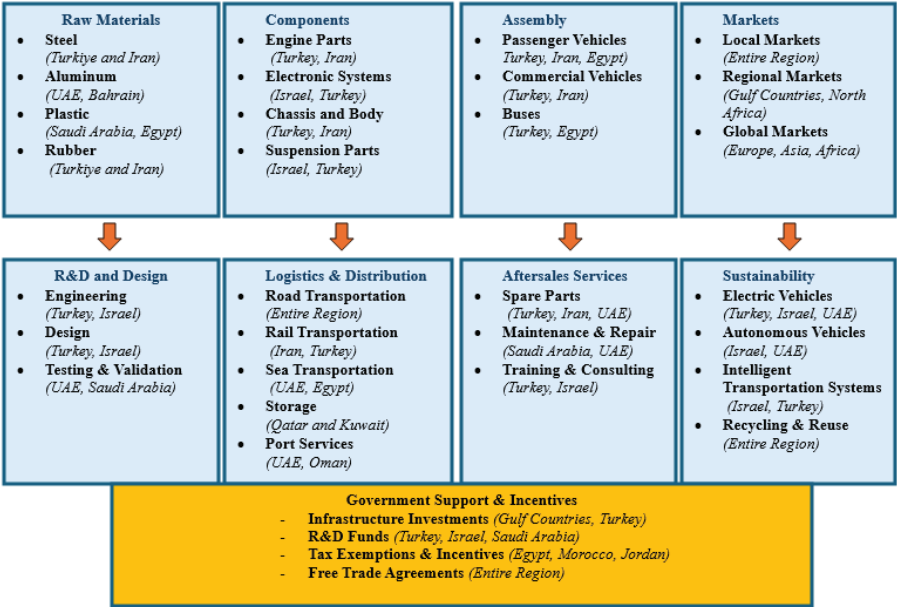 Raw Materials
• Steel
(Turkiye and Iran)
• Aluminum
(UAE, Bahrain)
• Plastic
(Saudi Arabia, Egypt)
• Rubber
(Turkiye and Iran)
Components
• Engine Parts
(Turkey, Iran)
• Electronic Systems
(Israel, Turkey)
• Chassis and Body
(Turkey, Iran)
• Suspension Parts
(Israel, Turkey)
Assembly
• Passenger Vehicles
Turkey, Iran, Egypt)
• Commercial Vehicles
(Turkey, Iran)
• Buses
(Turkey, Egypt)
Markets
• Local Markets
(Entire Region)
• Regional Markets
(Gulf Countries, North
Africa)
• Global Markets
(Europe, Asia, Africa)
R&D and Design
• Engineering
(Turkey, Israel)
• Design
(Turkey, Israel)
• Testing & Validation
(UAE, Saudi Arabia)
Logistics & Distribution
• Road Transportation
(Entire Region)
• Rail Transportation
(Iran, Turkey)
• Sea Transportation
(UAE, Egypt)
• Storage
(Qatar and Kuwait)
• Port Services
(UAE, Oman)
Aftersales Services
• Spare Parts
(Turkey, Iran, UAE)
• Maintenance & Repair
(Saudi Arabia, UAE)
• Training & Consulting
(Turkey, Israel)
Sustainability
• Electric Vehicles
(Turkey, Israel, UAE)
• Autonomous Vehicles
(Israel, UAE)
• Intelligent
Transportation Systems
(Israel, Turkey)
• Recycling & Reuse
(Entire Region)
Government Support & Incentives
- Infrastructure Investments (Gulf Countries, Turkey)
- R&D Funds (Turkey, Israel, Saudi Arabia)
- Tax Exemptions & Incentives (Egypt, Morocco, Jordan)
- Free Trade Agreements (Entire Region)